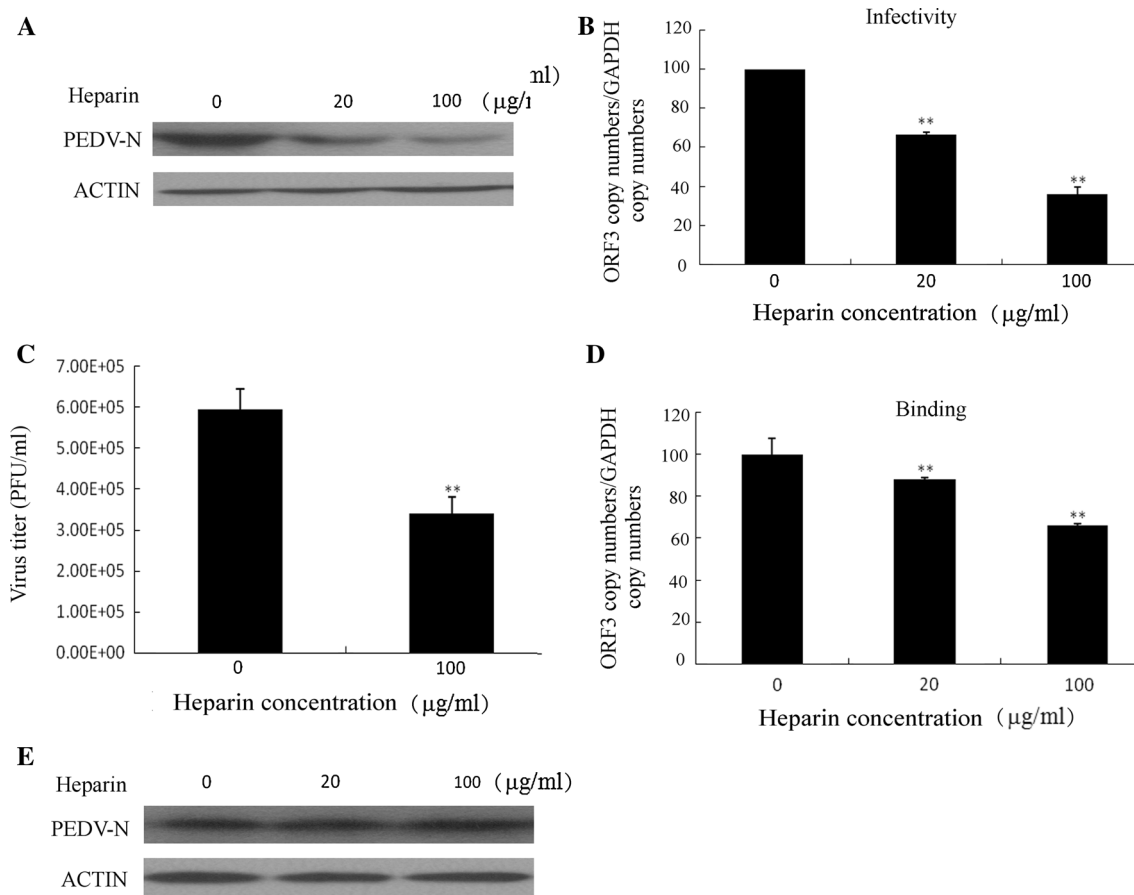 A
ml)
Heparin 0 20 100 (μg/r
PEDV-N
ACTIN
B
Infectivity
ORF3 copy numbers/GAPDH
copy numbers
120
100
80
60
40
20
0
**
**
0 20 100
Heparin concentration (μg/ml)
C
Virus titer (PFU/ml)
7.00E+05
6.00E+05
5.00E+05
4.00E+05
3.00E+05
2.00E+05
1.00E+05
0.00E+00
**
0 100
Heparin concentration (μg/ml)
D
Binding
ORF3 copy numbers/GAPDH
copy numbers
120
100
80
60
40
20
0
**
**
0 20 100
Heparin concentration (μg/ml)
E
Heparin 0 20 100 (μg/ml)
PEDV-N
ACTIN